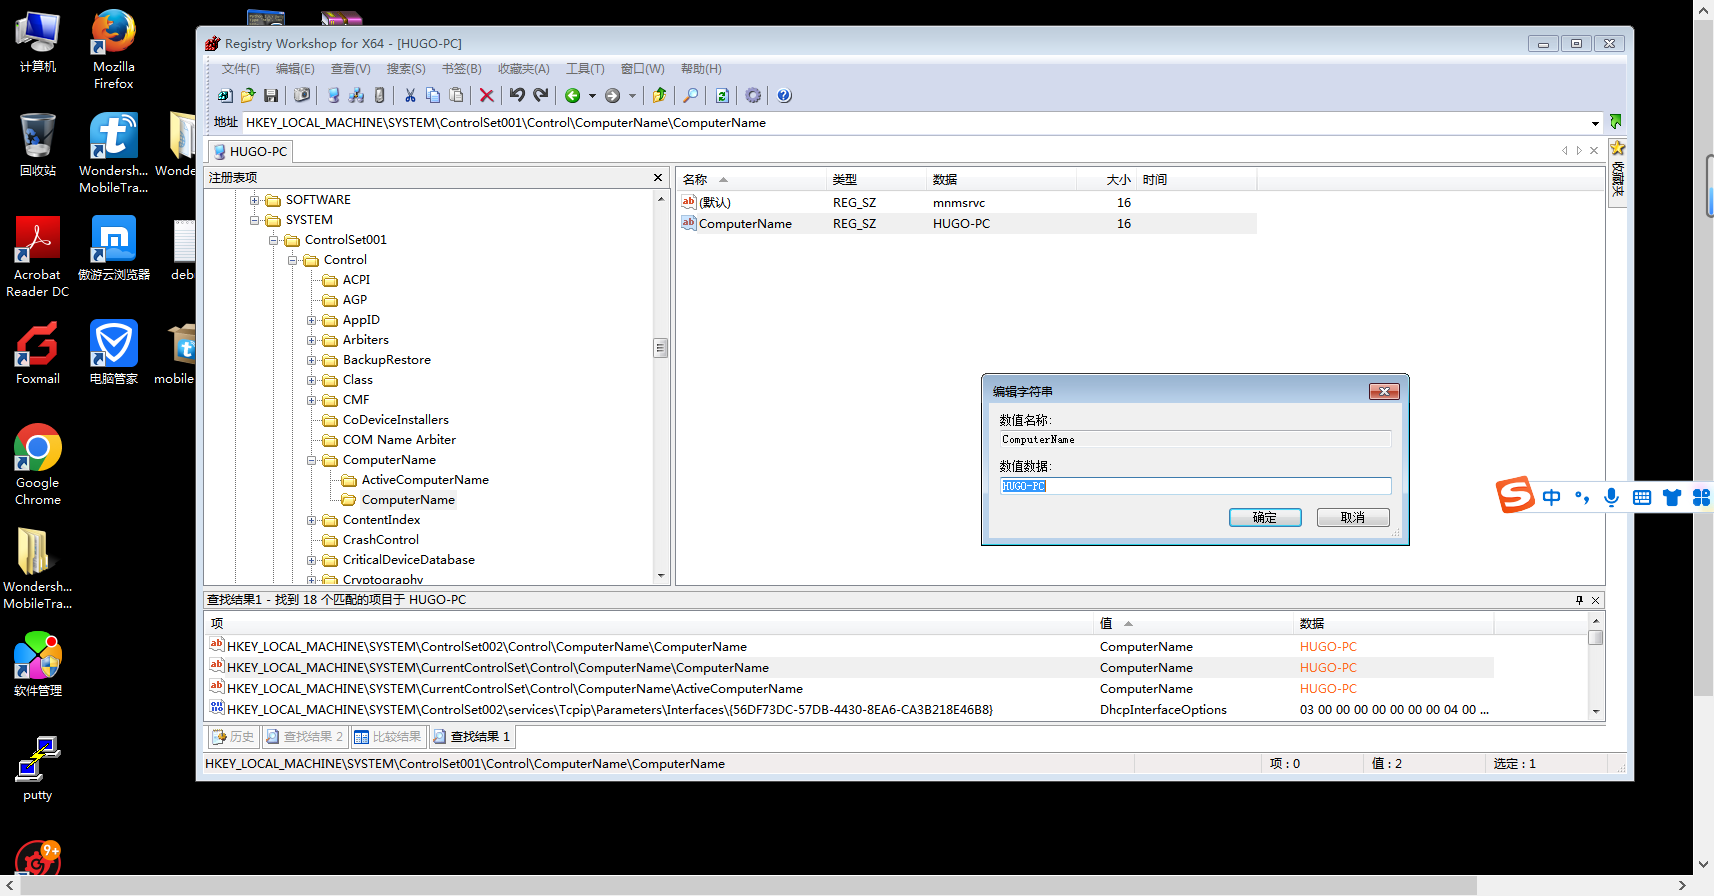 计算机
Mozilla
Firefox
回收站
Wondersh...
MobileTra...
Wonde
Acrobat
Reader DC
傲游云浏览器
deb
Foxmail
电脑管家
mobile
Google
Chrome
Wondersh...
MobileTra...
软件管理
putty
9+
Registry Workshop for X64 - [HUGO-PC]
文件(F) 编辑(E) 查看(V) 搜索(S) 书签(B) 收藏夹(A) 工具(T) 窗口(W) 帮助(H)
地址 HKEY_LOCAL_MACHINE\SYSTEM\ControlSet001\Control\ComputerName\ComputerName
HUGO-PC
收藏夹
注册表项
SOFTWARE
SYSTEM
ControlSet001
Control
ACPI
AGP
AppID
Arbiters
BackupRestore
Class
CMF
CoDeviceInstallers
COM Name Arbiter
ComputerName
ActiveComputerName
ComputerName
ContentIndex
CrashControl
CriticalDeviceDatabase
Cryptography
名称 类型 数据 大小 时间
(默认) REG_SZ mnmsrvc 16
ComputerName REG_SZ HUGO-PC 16
编辑字符串
数值名称:
ComputerName
数值数据:
HUGO-PC
确定 取消
中
查找结果1 - 找到 18 个匹配的项目于 HUGO-PC
项 值 数据
HKEY_LOCAL_MACHINE\SYSTEM\ControlSet002\Control\ComputerName\ComputerName ComputerName HUGO-PC
HKEY_LOCAL_MACHINE\SYSTEM\CurrentControlSet\Control\ComputerName\ComputerName ComputerName HUGO-PC
HKEY_LOCAL_MACHINE\SYSTEM\CurrentControlSet\Control\ComputerName\ActiveComputerName ComputerName HUGO-PC
HKEY_LOCAL_MACHINE\SYSTEM\ControlSet002\services\Tcpip\Parameters\Interfaces\{56DF73DC-57DB-4430-8EA6-CA3B218E46B8} DhcpInterfaceOptions 03 00 00 00 00 00 00 00 04 00 ...
历史 查找结果 2 比较结果 查找结果 1
HKEY_LOCAL_MACHINE\SYSTEM\ControlSet001\Control\ComputerName\ComputerName 项 : 0 值 : 2 选定 : 1